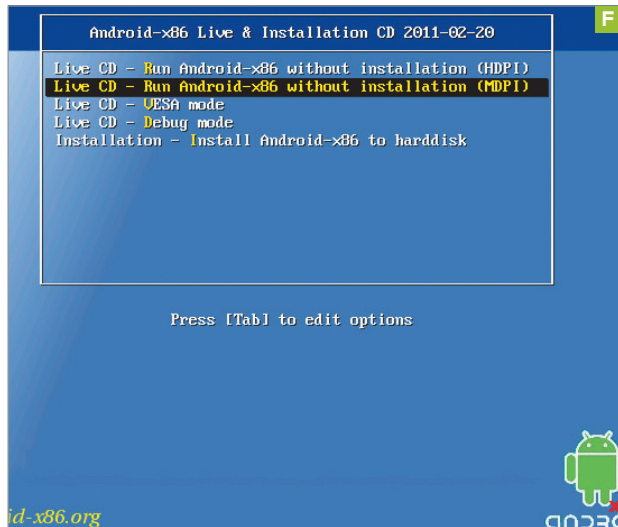 F
Android-x86 Live & Installation CD 2011-02-20
Live CD - Run Android-x86 without installation (HDPI)
Live CD - Run Android-x86 without installation (MDPI)
Live CD - VESA mode
Live CD - Debug mode
Installation - Install Android-x86 to harddisk
Press [Tab] to edit options
id-x86.org